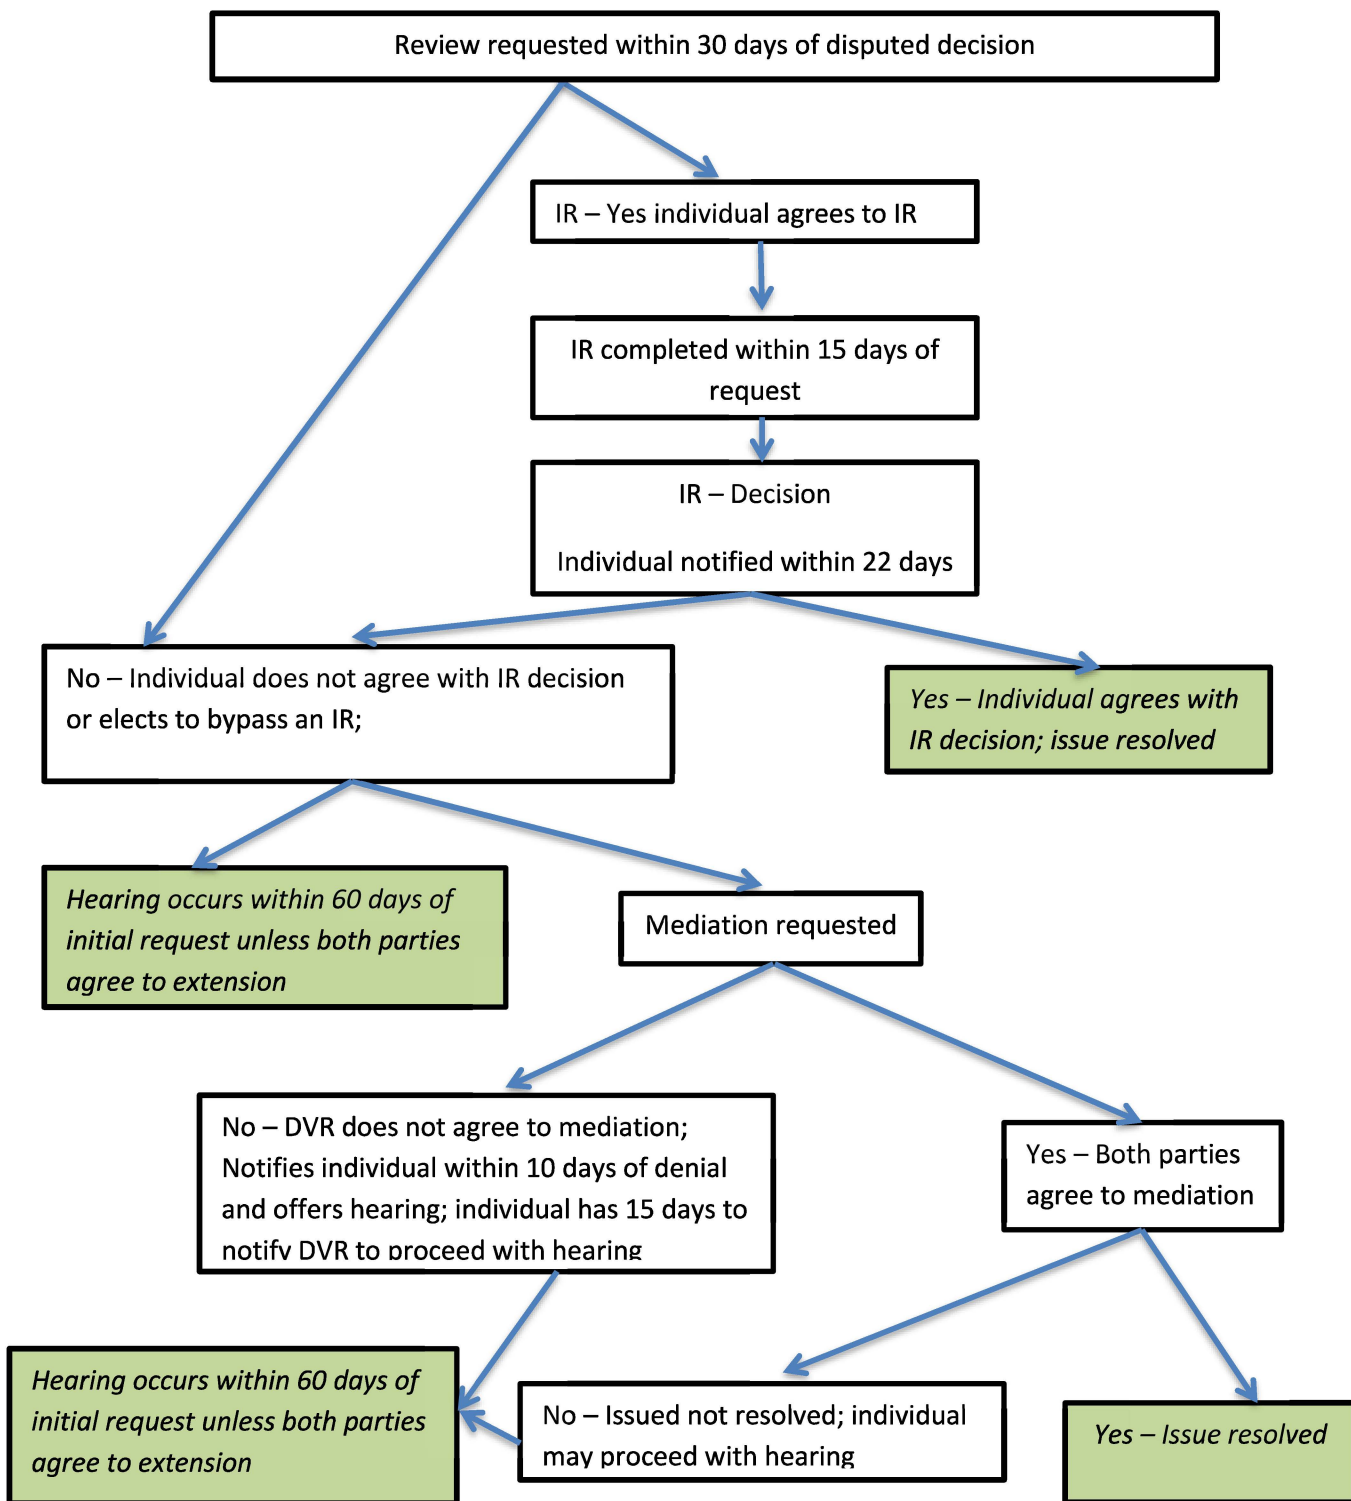 Review requested within 30 days of disputed decision
IR – Yes individual agrees to IR
IR completed within 15 days of
request
IR – Decision
Individual notified within 22 days
No – Individual does not agree with IR decision
or elects to bypass an IR;
Yes – Individual agrees with
IR decision; issue resolved
Hearing occurs within 60 days of
initial request unless both parties
agree to extension
Mediation requested
No – DVR does not agree to mediation;
Notifies individual within 10 days of denial
and offers hearing; individual has 15 days to
notify DVR to proceed with hearing
Yes – Both parties
agree to mediation
Hearing occurs within 60 days of
initial request unless both parties
agree to extension
No – Issued not resolved; individual
may proceed with hearing
Yes – Issue resolved